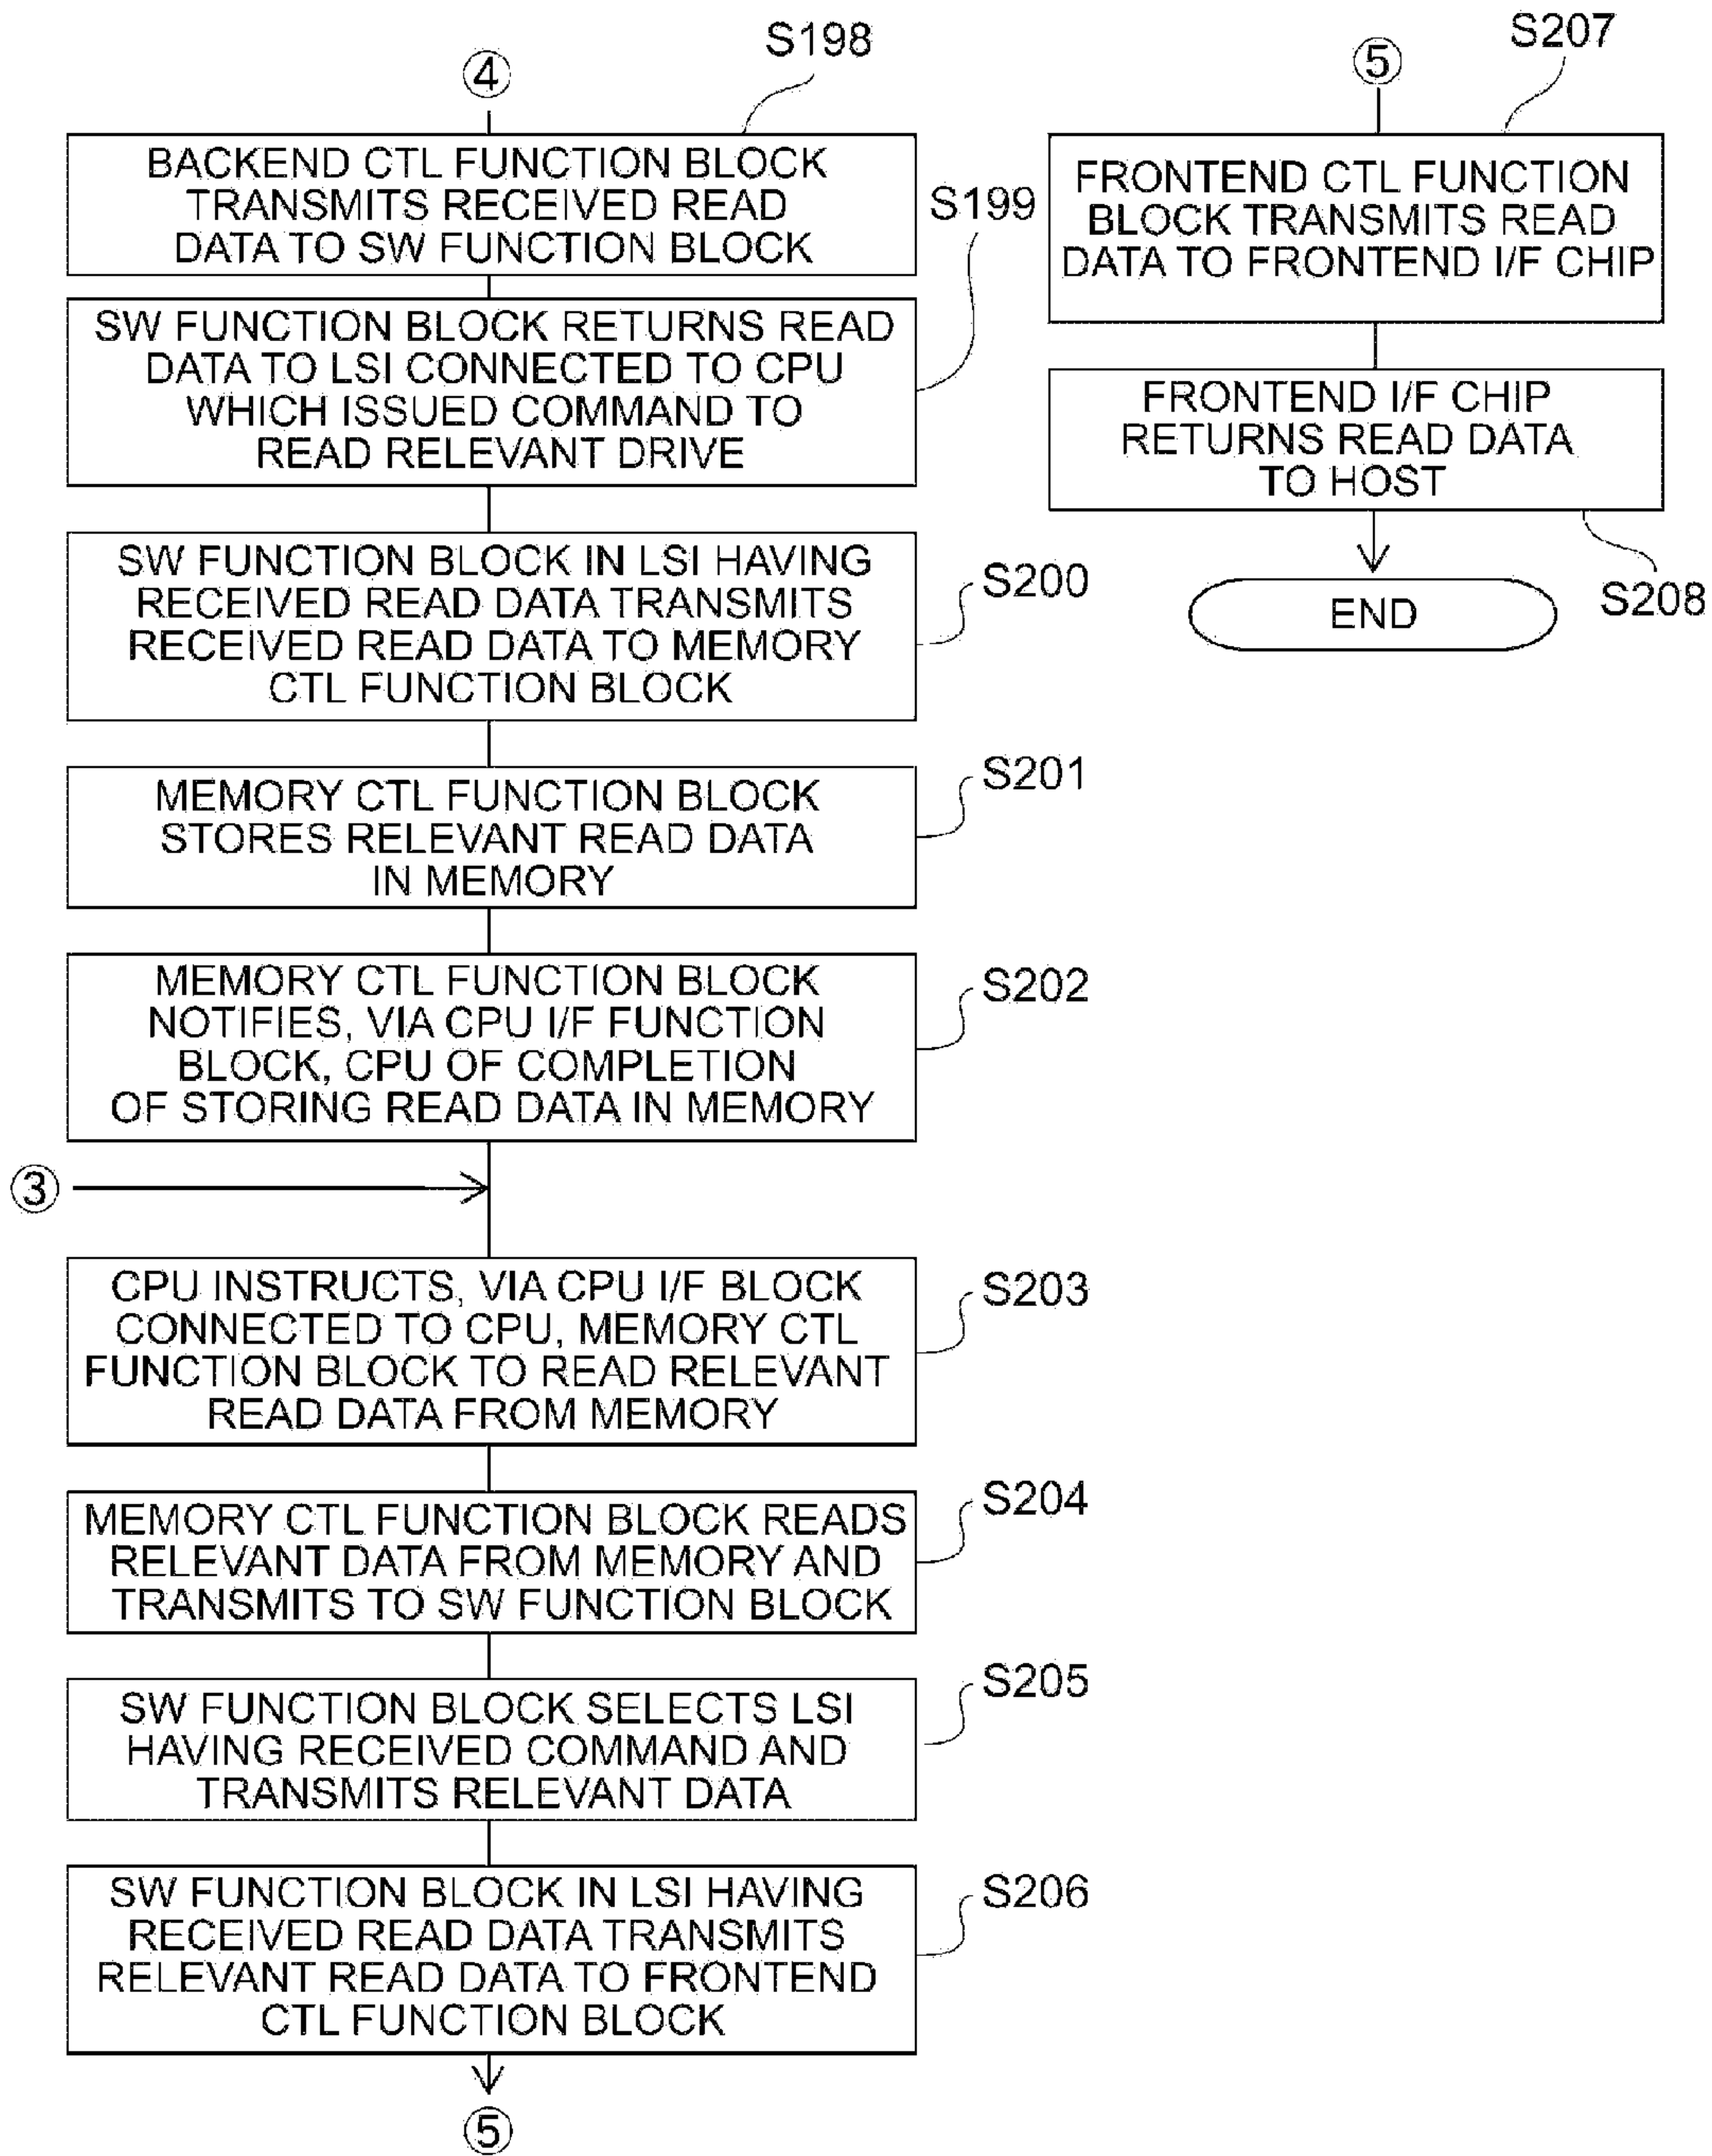 ④
S198
BACKEND CTL FUNCTION BLOCK
TRANSMITS RECEIVED READ
DATA TO SW FUNCTION BLOCK
S199
SW FUNCTION BLOCK RETURNS READ
DATA TO LSI CONNECTED TO CPU
WHICH ISSUED COMMAND TO
READ RELEVANT DRIVE
S200
SW FUNCTION BLOCK IN LSI HAVING
RECEIVED READ DATA TRANSMITS
RECEIVED READ DATA TO MEMORY
CTL FUNCTION BLOCK
S201
MEMORY CTL FUNCTION BLOCK
STORES RELEVANT READ DATA
IN MEMORY
S202
MEMORY CTL FUNCTION BLOCK
NOTIFIES, VIA CPU I/F FUNCTION
BLOCK, CPU OF COMPLETION
OF STORING READ DATA IN MEMORY
③
S203
CPU INSTRUCTS, VIA CPU I/F BLOCK
CONNECTED TO CPU, MEMORY CTL
FUNCTION BLOCK TO READ RELEVANT
READ DATA FROM MEMORY
S204
MEMORY CTL FUNCTION BLOCK READS
RELEVANT DATA FROM MEMORY AND
TRANSMITS TO SW FUNCTION BLOCK
S205
SW FUNCTION BLOCK SELECTS LSI
HAVING RECEIVED COMMAND AND
TRANSMITS RELEVANT DATA
S206
SW FUNCTION BLOCK IN LSI HAVING
RECEIVED READ DATA TRANSMITS
RELEVANT READ DATA TO FRONTEND
CTL FUNCTION BLOCK
⑤
⑤
S207
FRONTEND CTL FUNCTION
BLOCK TRANSMITS READ
DATA TO FRONTEND I/F CHIP
FRONTEND I/F CHIP
RETURNS READ DATA
TO HOST
S208
END